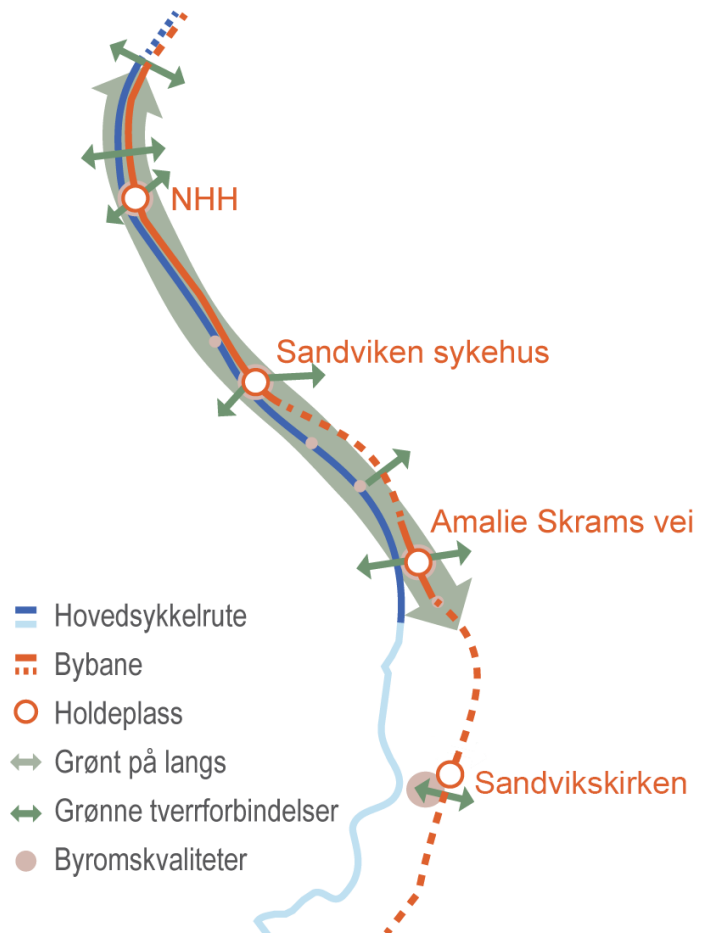 NHH
Sandviken sykehus
Amalie Skrams vei
Hovedsykkelrute
Bybane
Holdeplass
Grønt på langs
Sandvikskirken
Grønne tverrforbindelser
Byromskvaliteter